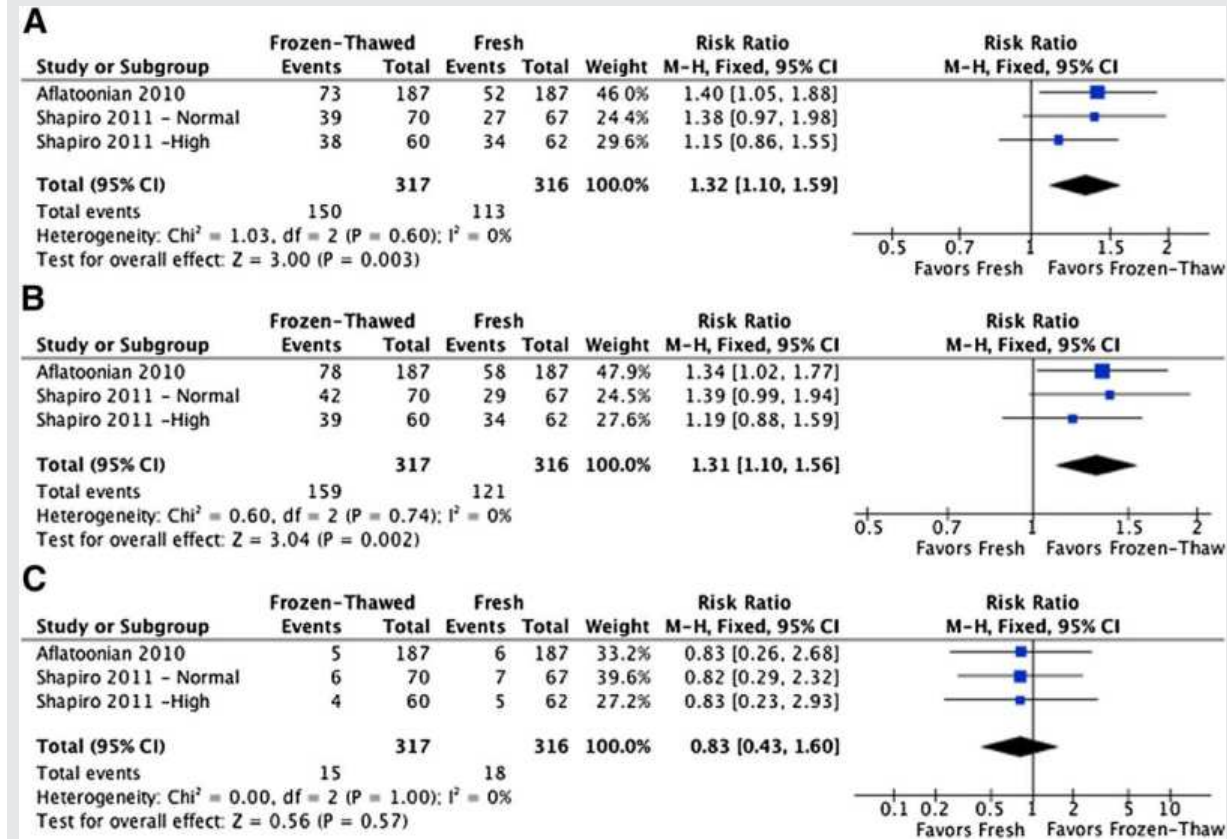 A
Frozen-Thawed Fresh Risk Ratio Risk Ratio
Study or Subgroup Events Total Events Total Weight M-H, Fixed, 95% CI M-H, Fixed, 95% CI
Aflatoonian 2010 73 187 52 187 46 0% 1.40 [1.05, 1.88]
Shapiro 2011 – Normal 39 70 27 67 24 4% 1.38 [0.97, 1.98]
Shapiro 2011 –High 38 60 34 62 29.6% 1.15 [0.86, 1.55]
Total (95% CI) 317 316 100.0% 1.32 [1.10, 1.59]
Total events 150 113
Heterogeneity: Chi² = 1.03, df = 2 (P = 0.60); I² = 0%
Test for overall effect: Z = 3.00 (P = 0.003)
0.5 0.7 1 1.5 2
Favors Fresh Favors Frozen-Thaw
B
Frozen-Thawed Fresh Risk Ratio Risk Ratio
Study or Subgroup Events Total Events Total Weight M-H, Fixed, 95% CI M-H, Fixed, 95% CI
Aflatoonian 2010 78 187 58 187 47.9% 1.34 [1.02, 1.77]
Shapiro 2011 – Normal 42 70 29 67 24.5% 1.39 [0.99, 1.94]
Shapiro 2011 –High 39 60 34 62 27.6% 1.19 [0.88, 1.59]
Total (95% CI) 317 316 100.0% 1.31 [1.10, 1.56]
Total events 159 121
Heterogeneity: Chi² = 0.60, df = 2 (P = 0.74); I² = 0%
Test for overall effect: Z = 3.04 (P = 0.002)
0.5 0.7 1 1.5 2
Favors Fresh Favors Frozen-Thaw
C
Frozen-Thawed Fresh Risk Ratio Risk Ratio
Study or Subgroup Events Total Events Total Weight M-H, Fixed, 95% CI M-H, Fixed, 95% CI
Aflatoonian 2010 5 187 6 187 33.2% 0.83 [0.26, 2.68]
Shapiro 2011 – Normal 6 70 7 67 39.6% 0.82 [0.29, 2.32]
Shapiro 2011 –High 4 60 5 62 27.2% 0.83 [0.23, 2.93]
Total (95% CI) 317 316 100.0% 0.83 [0.43, 1.60]
Total events 15 18
Heterogeneity: Chi² = 0.00, df = 2 (P = 1.00); I² = 0%
Test for overall effect: Z = 0.56 (P = 0.57)
0.1 0.2 0.5 1 2 5 10
Favors Fresh Favors Frozen-Thaw